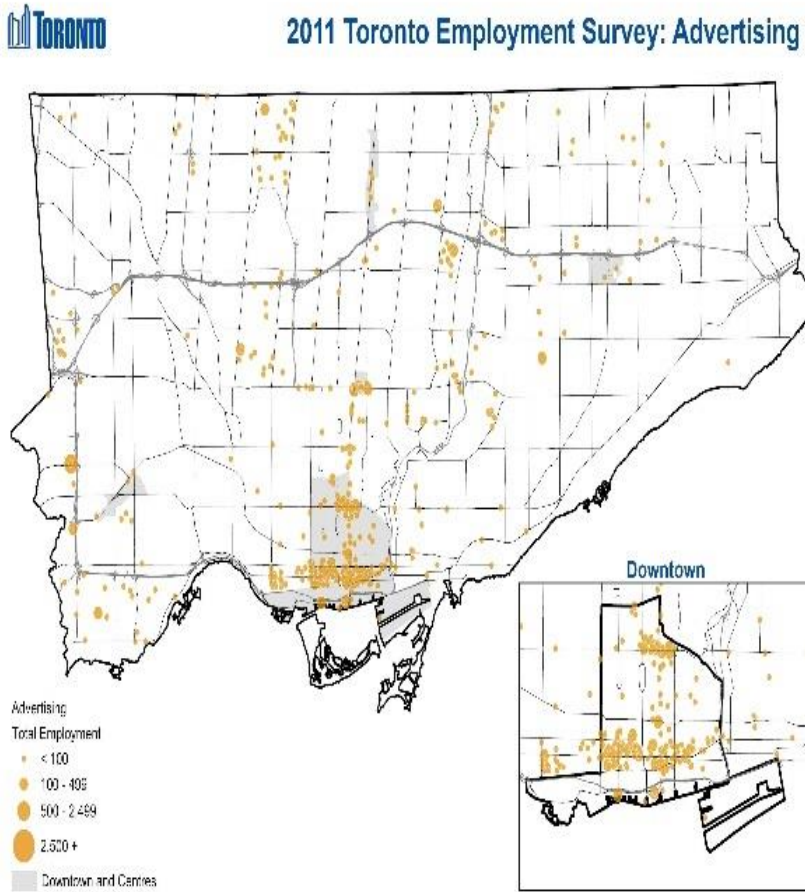 TORONTO
2011 Toronto Employment Survey: Advertising
Downtown
Advertising
Total Employment
< 100
100 - 499
500 - 2,499
2,500 +
Downtown and Centres